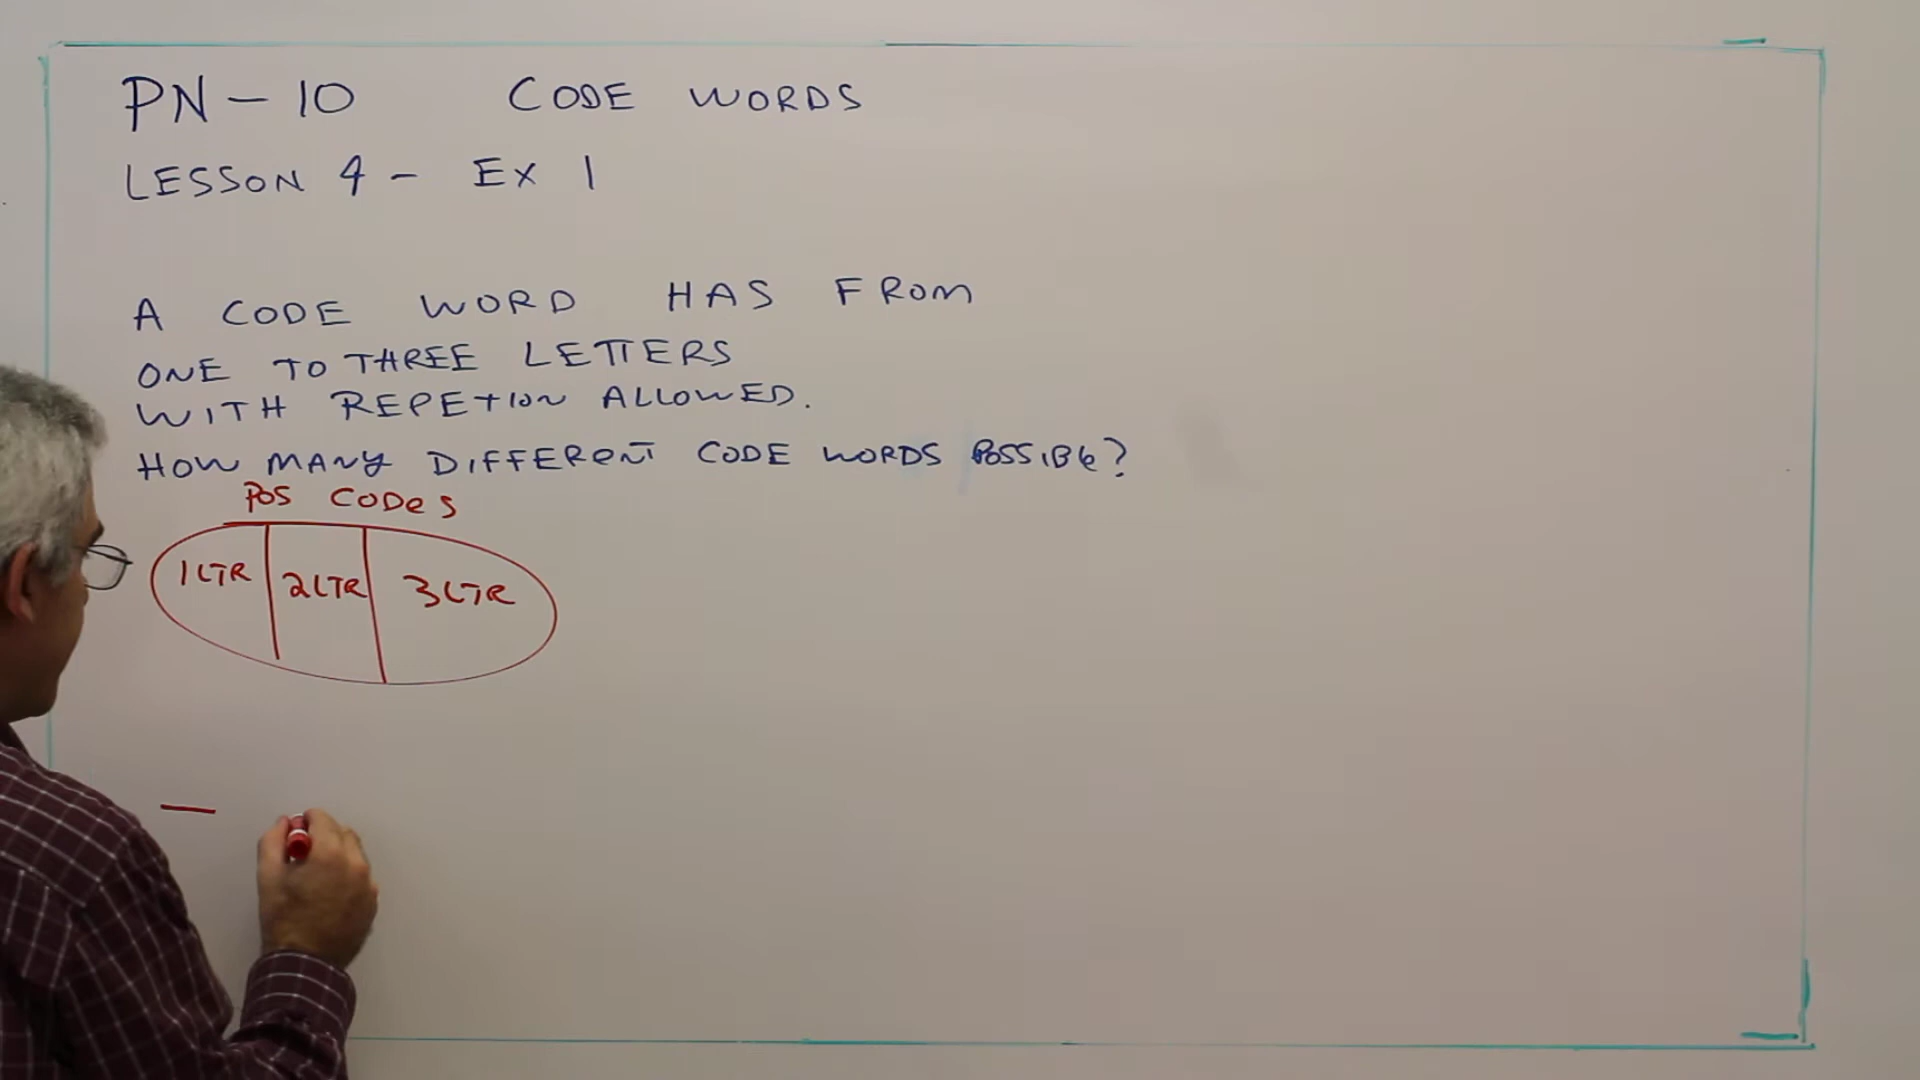 PN - 10 CODE WORDS
LESSON 4 - EX 1
A CODE WORD HAS FROM
ONE TO THREE LETTERS
WITH REPETION ALLOWED.
HOW MANY DIFFERENT CODE WORDS POSSIBLE?
POS CODES
1 LTR 2 LTR 3 LTR